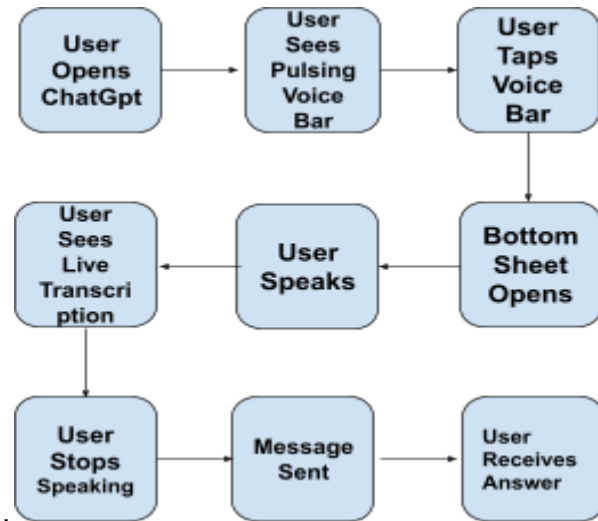 User
Opens
ChatGpt
User
Sees
Pulsing
Voice
Bar
User
Taps
Voice
Bar
Bottom
Sheet
Opens
User
Speaks
User
Sees
Live
Transcri
ption
User
Stops
Speaking
Message
Sent
User
Receives
Answer